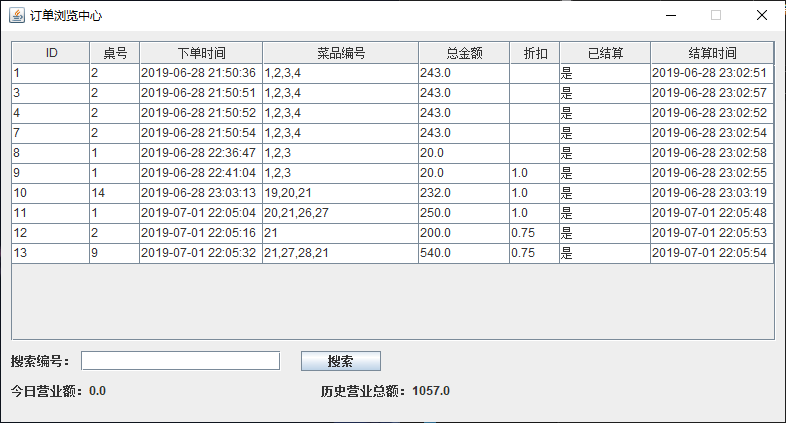 订单浏览中心
ID 桌号 下单时间 菜品编号 总金额 折扣 已结算 结算时间
1 2 2019-06-28 21:50:36 1,2,3,4 243.0 是 2019-06-28 23:02:51
3 2 2019-06-28 21:50:51 1,2,3,4 243.0 是 2019-06-28 23:02:57
4 2 2019-06-28 21:50:52 1,2,3,4 243.0 是 2019-06-28 23:02:52
7 2 2019-06-28 21:50:54 1,2,3,4 243.0 是 2019-06-28 23:02:54
8 1 2019-06-28 22:36:47 1,2,3 20.0 是 2019-06-28 23:02:58
9 1 2019-06-28 22:41:04 1,2,3 20.0 1.0 是 2019-06-28 23:02:55
10 14 2019-06-28 23:03:13 19,20,21 232.0 1.0 是 2019-06-28 23:03:19
11 1 2019-07-01 22:05:04 20,21,26,27 250.0 1.0 是 2019-07-01 22:05:48
12 2 2019-07-01 22:05:16 21 200.0 0.75 是 2019-07-01 22:05:53
13 9 2019-07-01 22:05:32 21,27,28,21 540.0 0.75 是 2019-07-01 22:05:54
搜索编号： 搜索
今日营业额：0.0 历史营业总额：1057.0